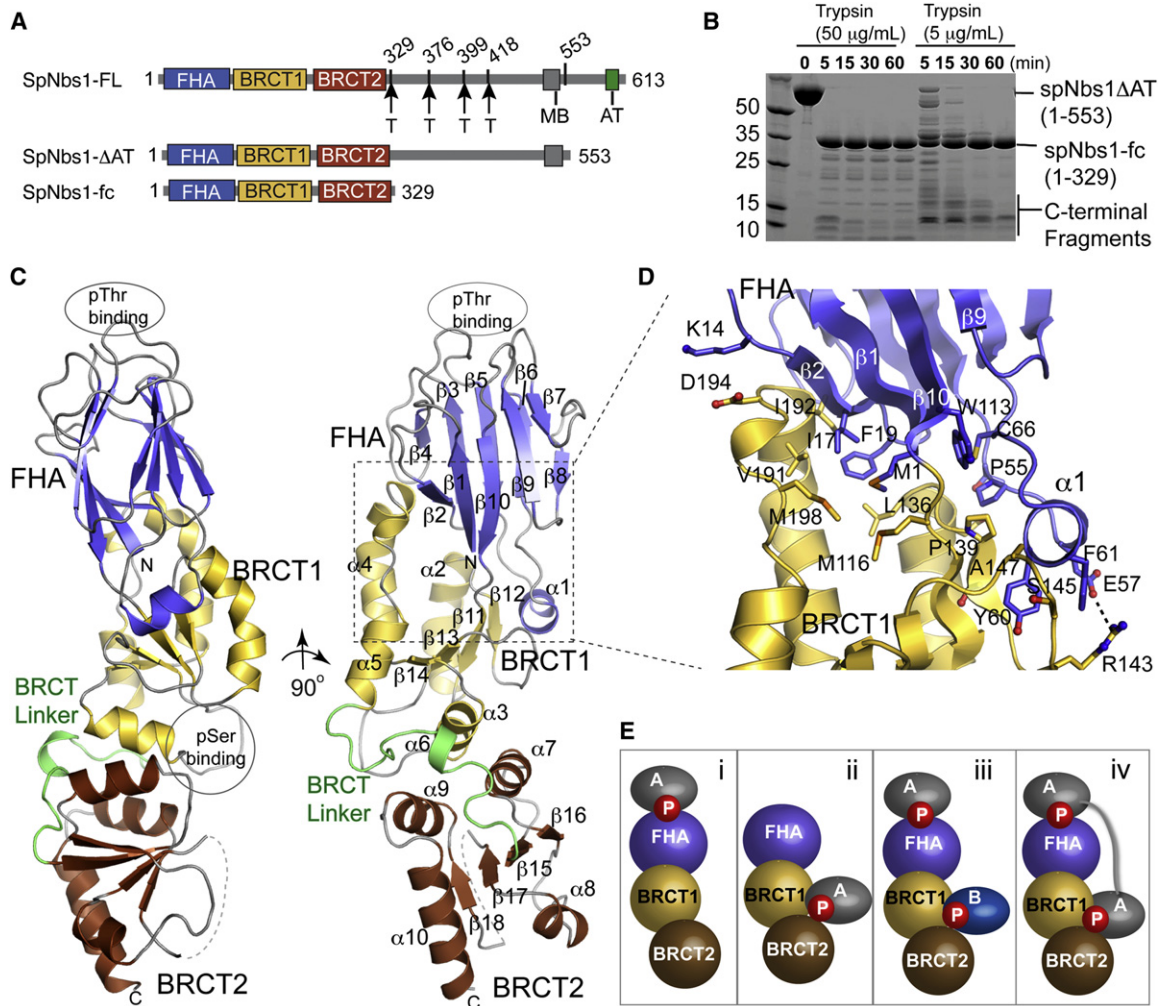 A
SpNbs1-FL 1 FHA BRCT1 BRCT2 329 376 399 418 553 613
T T T T MB AT
SpNbs1-ΔAT 1 FHA BRCT1 BRCT2 553
SpNbs1-fc 1 FHA BRCT1 BRCT2 329
B
Trypsin Trypsin
(50 µg/mL) (5 µg/mL)
0 5 15 30 60 5 15 30 60 (min)
50
35
25
15
10
spNbs1ΔAT
(1-553)
spNbs1-fc
(1-329)
C-terminal
Fragments
C
pThr
binding
FHA
N
BRCT1
BRCT
Linker
pSer
binding
BRCT2
C
90°
pThr
binding
FHA
β3 β5 β6
β7
β4
β1
β9 β8
β2 β10
N
α4 α2
β12 α1
β11
β13
BRCT1
α5
β14
α3
α6 α7
BRCT
Linker
α9
β16
β15
β17
α8
β18
α10
BRCT2
C
D
FHA
β9
K14
β1
β2
D194
β10
I192 W113
I17 F19 C66
M1 P55
V191
α1
L136
M198
P139
M116 F61
A147 E57
S145
BRCT1 Y60
R143
E
i ii iii iv
A P FHA BRCT1 BRCT2
FHA BRCT1 A P BRCT2
A P FHA BRCT1 B P BRCT2
A P FHA BRCT1 A P BRCT2